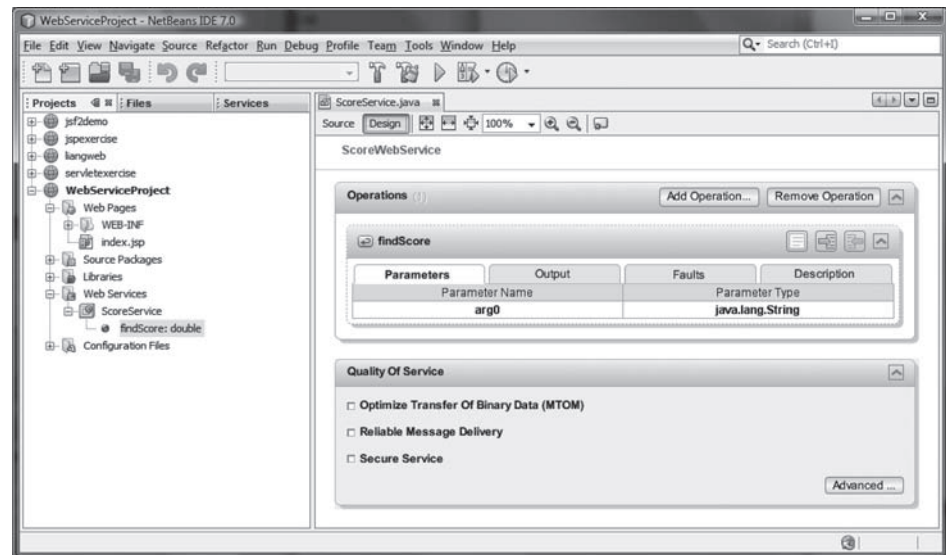 WebServiceProject - NetBeans IDE 7.0
File Edit View Navigate Source Refactor Run Debug Profile Team Tools Window Help
Search (Ctrl+I)
Projects
Files
Services
jsf2demo
jspexercise
liangweb
servletexercise
WebServiceProject
Web Pages
WEB-INF
index.jsp
Source Packages
Libraries
Web Services
ScoreService
findScore: double
Configuration Files
ScoreService.java
Source Design 100%
ScoreWebService
Operations (1) Add Operation... Remove Operation
findScore
Parameters Output Faults Description
Parameter Name Parameter Type
arg0 java.lang.String
Quality Of Service
Optimize Transfer Of Binary Data (MTOM)
Reliable Message Delivery
Secure Service
Advanced ...